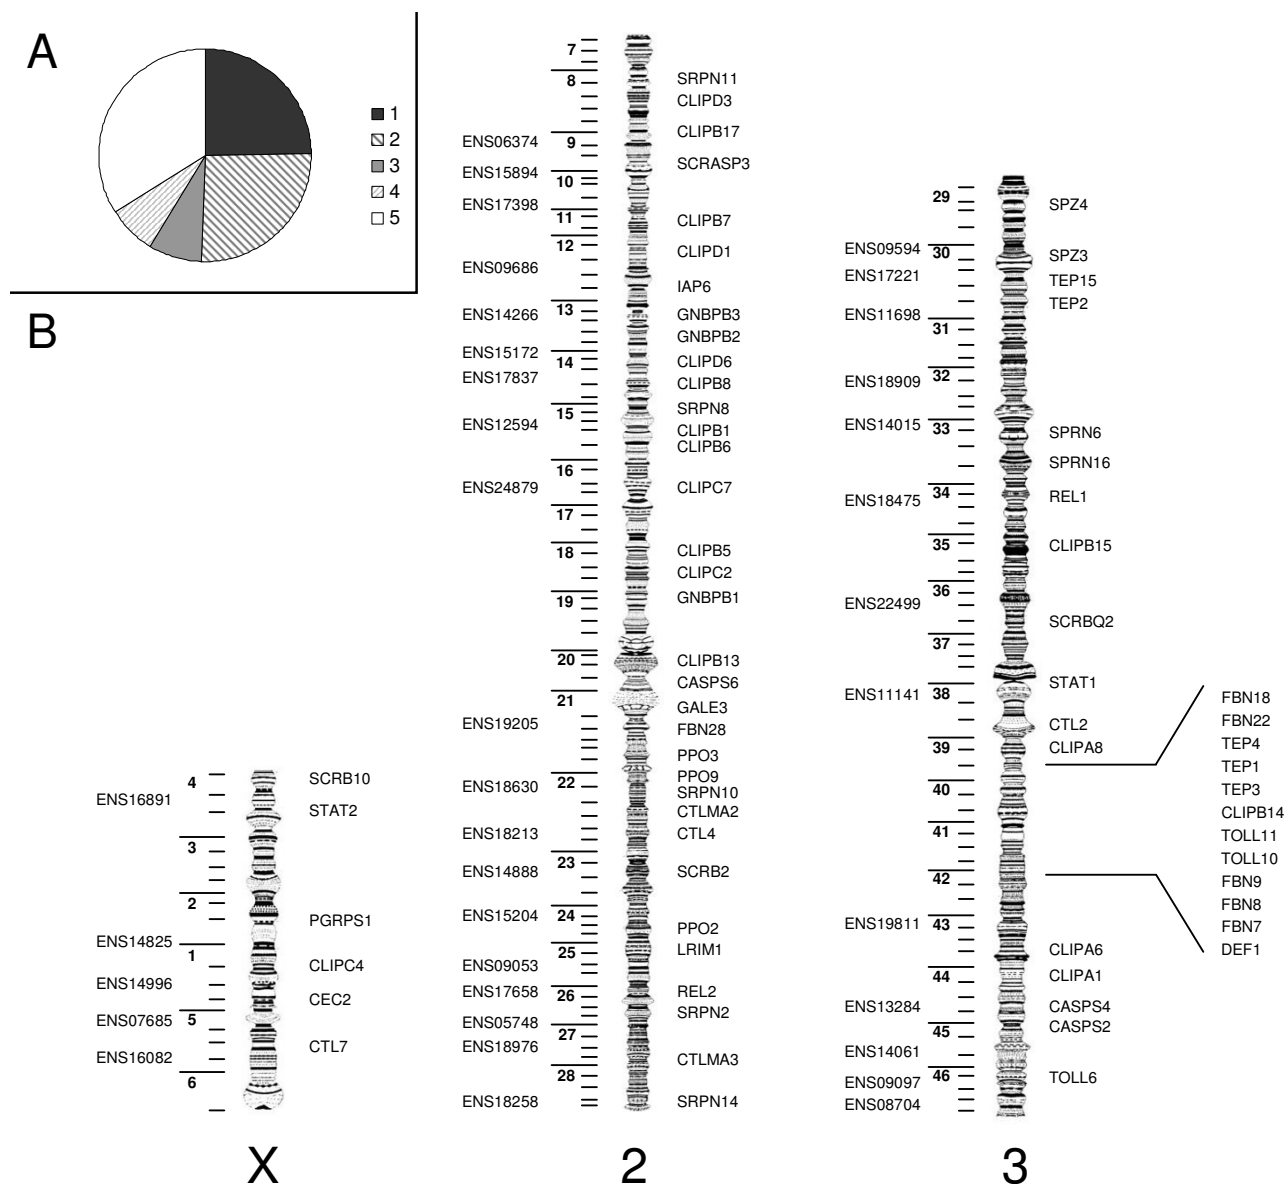 A
1
2
3
4
5
B
4
3
2
1
5
6
ENS16891
ENS14825
ENS14996
ENS07685
ENS16082
SCRB10
STAT2
PGRPS1
CLIPC4
CEC2
CTL7
X
7
8
9
10
11
12
13
14
15
16
17
18
19
20
21
22
23
24
25
26
27
28
ENS06374
ENS15894
ENS17398
ENS09686
ENS14266
ENS15172
ENS17837
ENS12594
ENS24879
ENS19205
ENS18630
ENS18213
ENS14888
ENS15204
ENS09053
ENS17658
ENS05748
ENS18976
ENS18258
SRPN11
CLIPD3
CLIPB17
SCRASP3
CLIPB7
CLIPD1
IAP6
GNBPB3
GNBPB2
CLIPD6
CLIPB8
SRPN8
CLIPB1
CLIPB6
CLIPC7
CLIPB5
CLIPC2
GNBPB1
CLIPB13
CASPS6
GALE3
FBN28
PPO3
PPO9
SRPN10
CTLMA2
CTL4
SCRB2
PPO2
LRIM1
REL2
SRPN2
CTLMA3
SRPN14
2
29
30
31
32
33
34
35
36
37
38
39
40
41
42
43
44
45
46
ENS09594
ENS17221
ENS11698
ENS18909
ENS14015
ENS18475
ENS22499
ENS11141
ENS19811
ENS13284
ENS14061
ENS09097
ENS08704
SPZ4
SPZ3
TEP15
TEP2
SPRN6
SPRN16
REL1
CLIPB15
SCRBQ2
STAT1
CTL2
CLIPA8
CLIPA6
CLIPA1
CASPS4
CASPS2
TOLL6
FBN18
FBN22
TEP4
TEP1
TEP3
CLIPB14
TOLL11
TOLL10
FBN9
FBN8
FBN7
DEF1
3